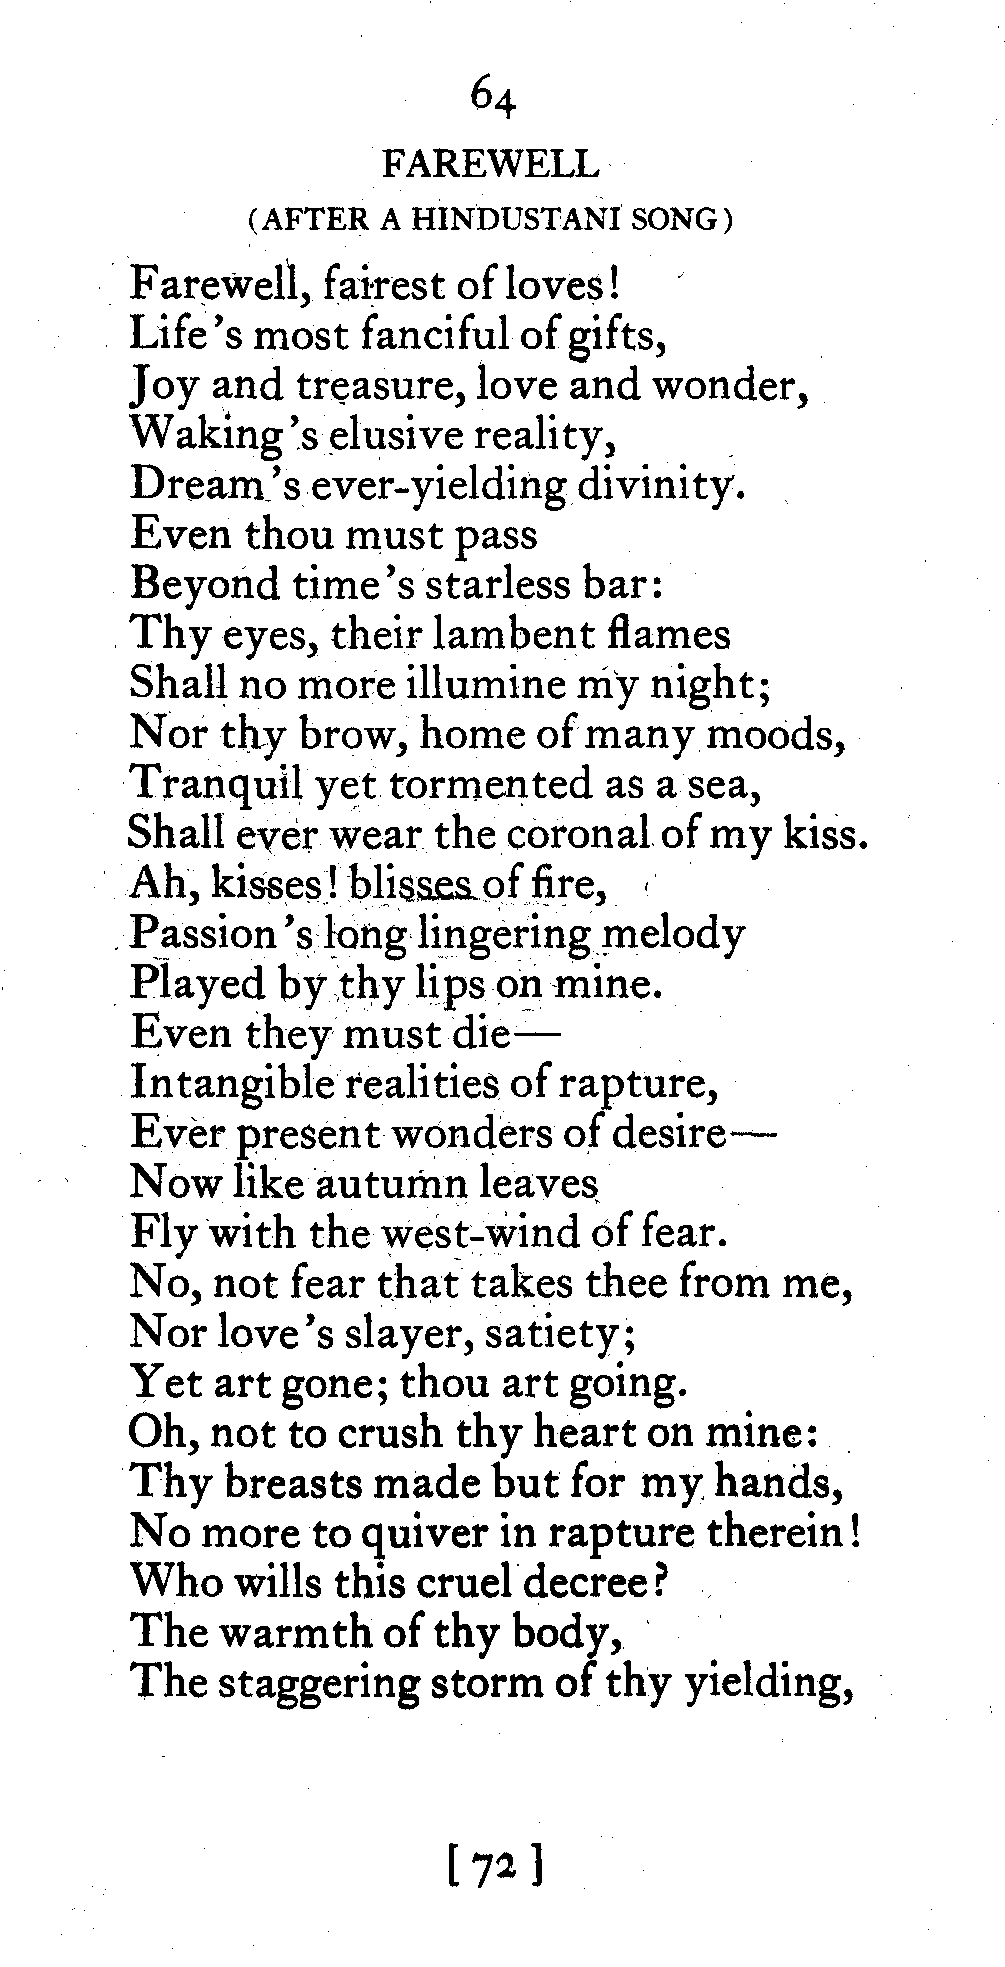 64
FAREWELL
(AFTER A HINDUSTANI SONG)
Farewell, fairest of loves!
Life's most fanciful of gifts,
Joy and treasure, love and wonder,
Waking's elusive reality,
Dream's ever-yielding divinity.
Even thou must pass
Beyond time's starless bar:
Thy eyes, their lambent flames
Shall no more illumine my night;
Nor thy brow, home of many moods,
Tranquil yet tormented as a sea,
Shall ever wear the coronal of my kiss.
Ah, kisses! blisses of fire,
Passion's long lingering melody
Played by thy lips on mine.
Even they must die—
Intangible realities of rapture,
Ever present wonders of desire—
Now like autumn leaves
Fly with the west-wind of fear.
No, not fear that takes thee from me,
Nor love's slayer, satiety;
Yet art gone; thou art going.
Oh, not to crush thy heart on mine:
Thy breasts made but for my hands,
No more to quiver in rapture therein!
Who wills this cruel decree?
The warmth of thy body,
The staggering storm of thy yielding,
[72]